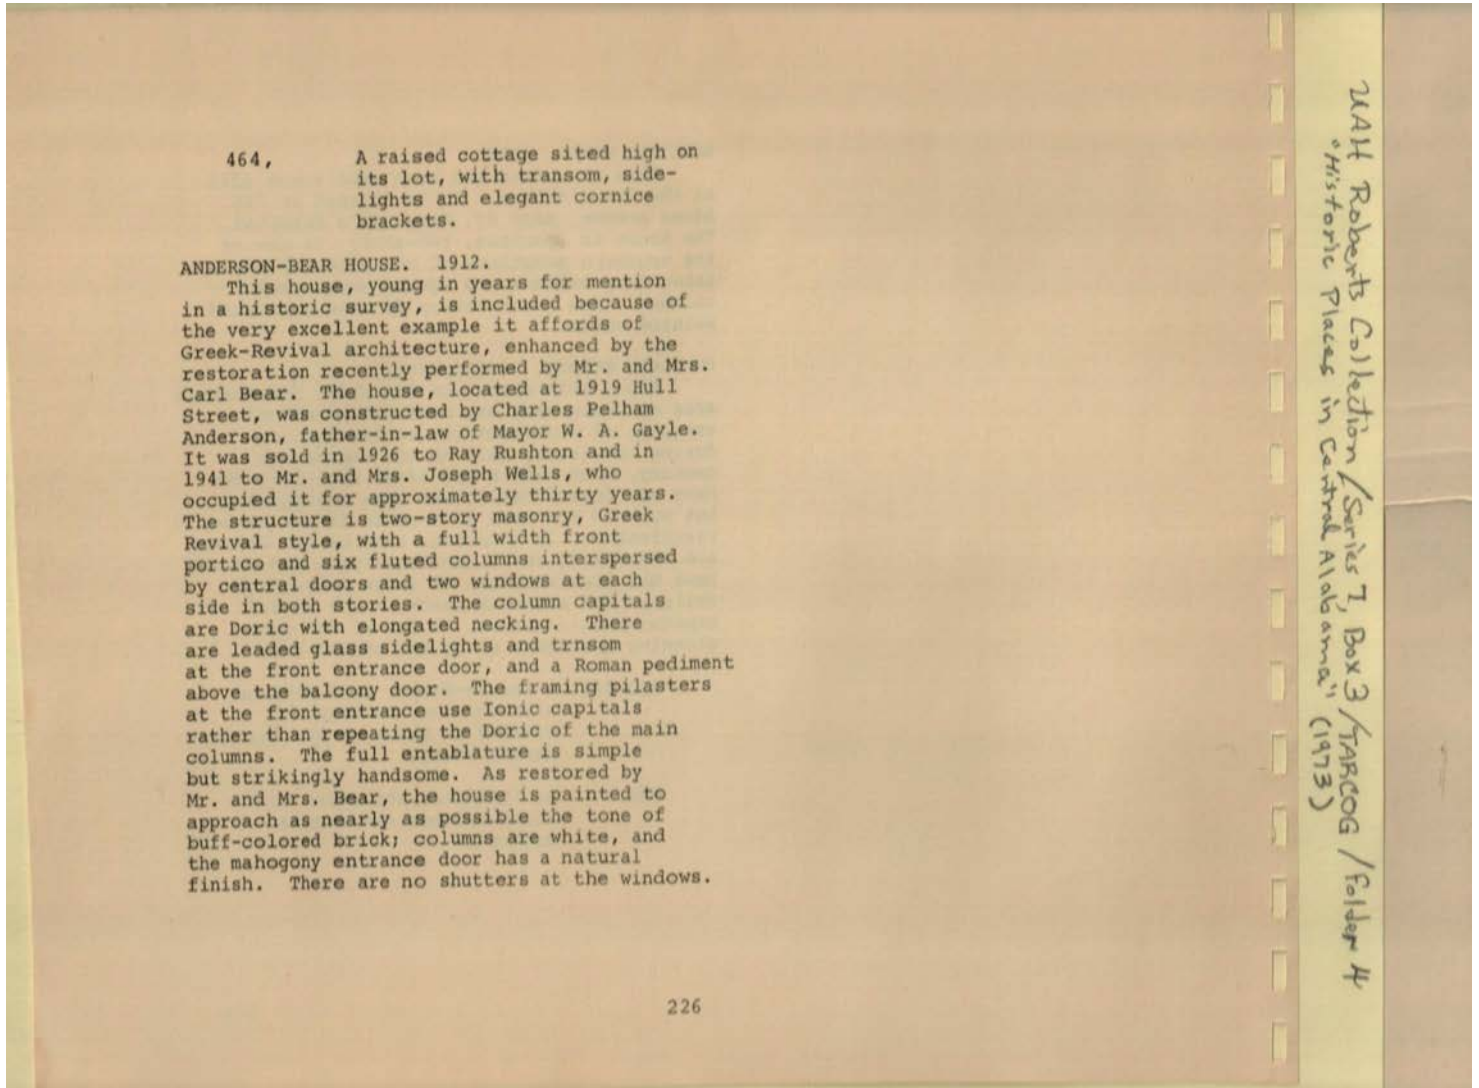 464, A raised cottage sited high on
its lot, with transom, side-
lights and elegant cornice
brackets.
ANDERSON-BEAR HOUSE. 1912.
This house, young in years for mention
in a historic survey, is included because of
the very excellent example it affords of
Greek-Revival architecture, enhanced by the
restoration recently performed by Mr. and Mrs.
Carl Bear. The house, located at 1919 Hull
Street, was constructed by Charles Pelham
Anderson, father-in-law of Mayor W. A. Gayle.
It was sold in 1926 to Ray Rushton and in
1941 to Mr. and Mrs. Joseph Wells, who
occupied it for approximately thirty years.
The structure is two-story masonry, Greek
Revival style, with a full width front
portico and six fluted columns interspersed
by central doors and two windows at each
side in both stories. The column capitals
are Doric with elongated necking. There
are leaded glass sidelights and trnsom
at the front entrance door, and a Roman pediment
above the balcony door. The framing pilasters
at the front entrance use Ionic capitals
rather than repeating the Doric of the main
columns. The full entablature is simple
but strikingly handsome. As restored by
Mr. and Mrs. Bear, the house is painted to
approach as nearly as possible the tone of
buff-colored brick; columns are white, and
the mahogony entrance door has a natural
finish. There are no shutters at the windows.
226
UAH Roberts Collection/Series 7, Box 3/TARCOG/Folder 4
"Historic Places in Central Alabama" (1973)